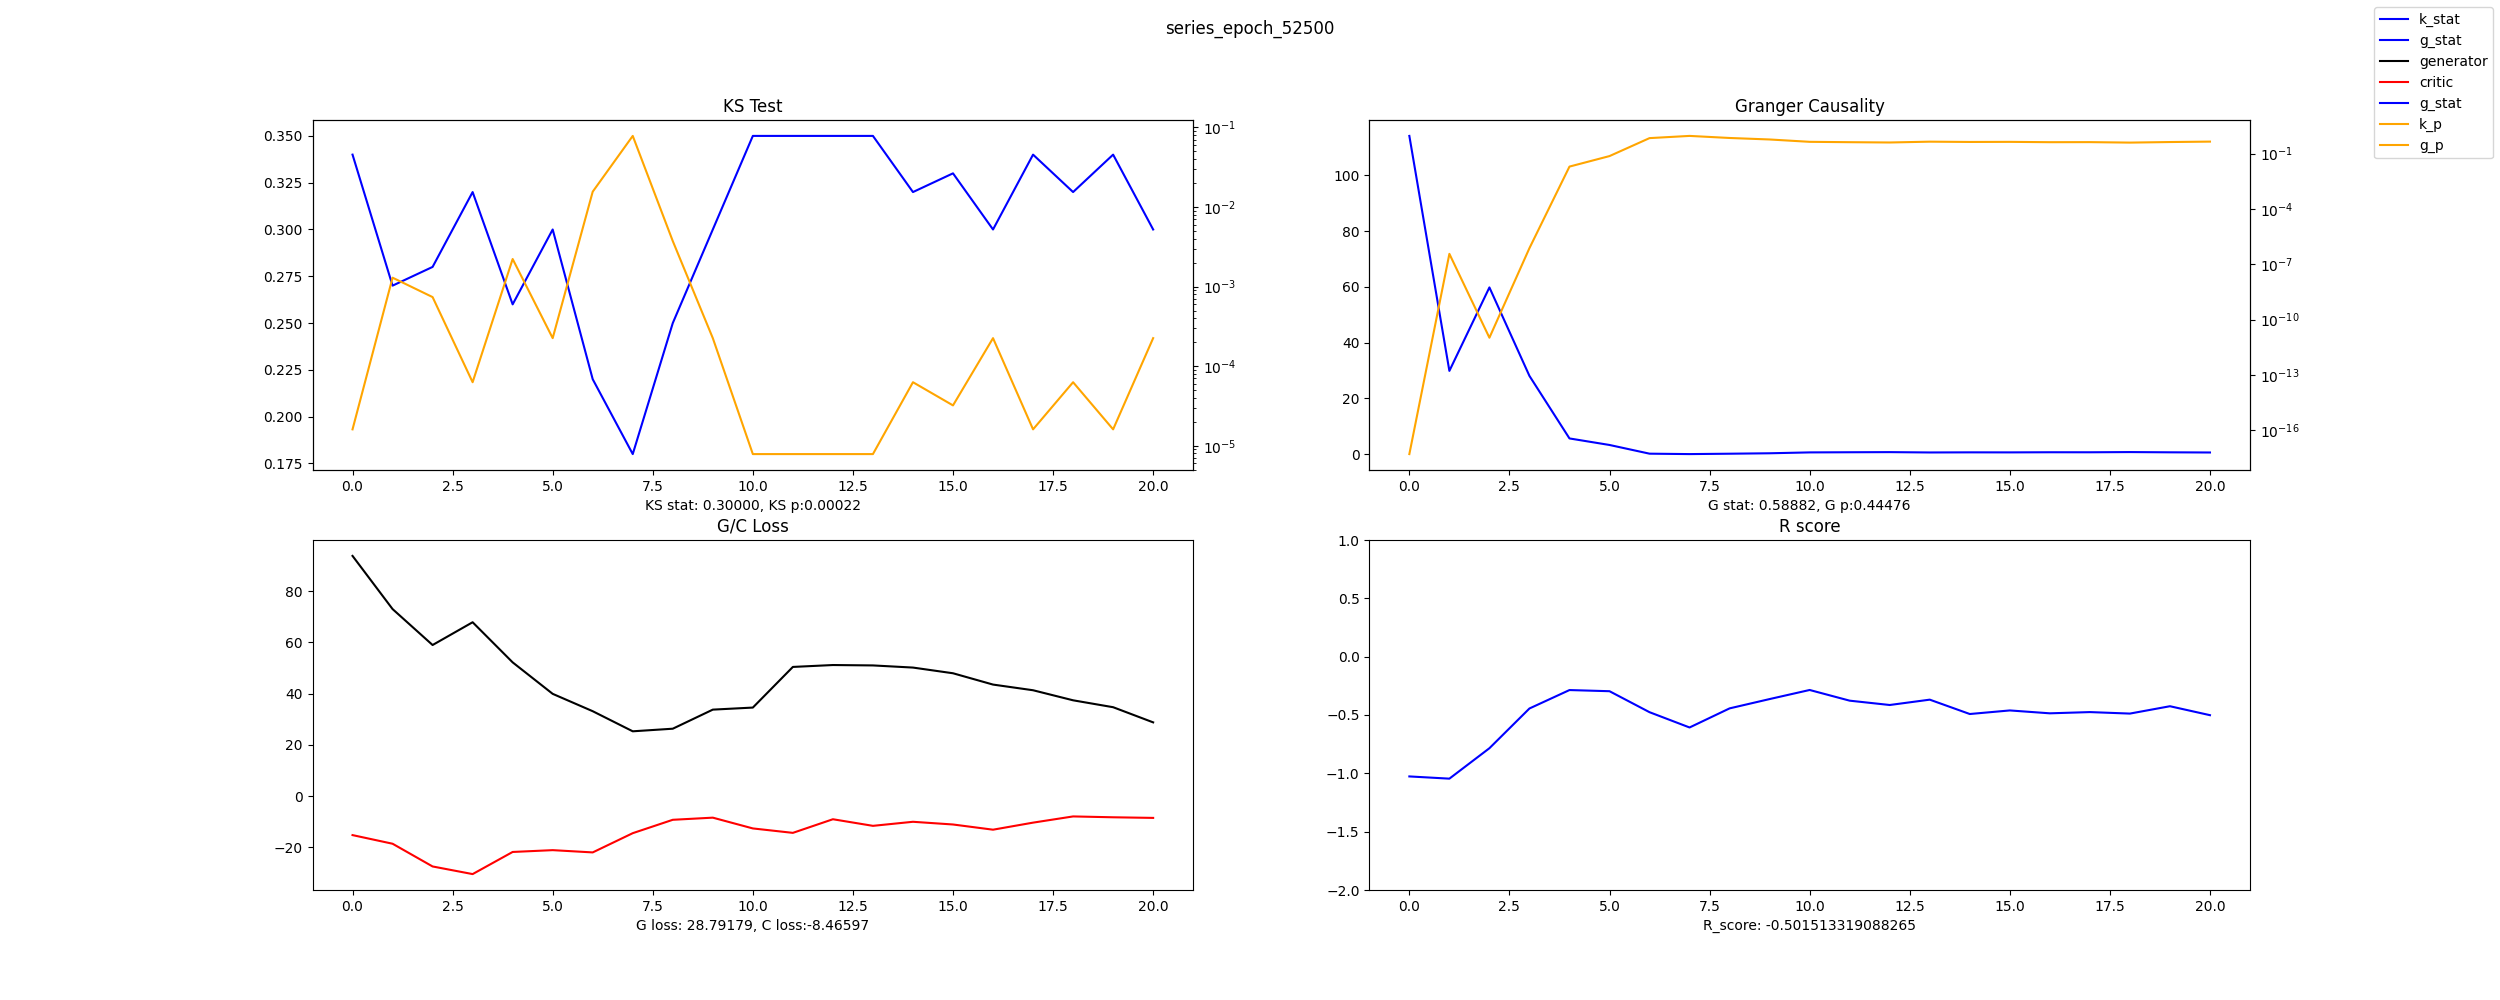 series_epoch_52500
k_stat
g_stat
generator
critic
g_stat
k_p
g_p
KS Test
0.350
0.325
0.300
0.275
0.250
0.225
0.200
0.175
10⁻¹
10⁻²
10⁻³
10⁻⁴
10⁻⁵
0.0 2.5 5.0 7.5 10.0 12.5 15.0 17.5 20.0
KS stat: 0.30000, KS p:0.00022
Granger Causality
100
80
60
40
20
0
10⁻¹
10⁻⁴
10⁻⁷
10⁻¹⁰
10⁻¹³
10⁻¹⁶
0.0 2.5 5.0 7.5 10.0 12.5 15.0 17.5 20.0
G stat: 0.58882, G p:0.44476
G/C Loss
80
60
40
20
0
−20
0.0 2.5 5.0 7.5 10.0 12.5 15.0 17.5 20.0
G loss: 28.79179, C loss:-8.46597
R score
1.0
0.5
0.0
−0.5
−1.0
−1.5
−2.0
0.0 2.5 5.0 7.5 10.0 12.5 15.0 17.5 20.0
R_score: -0.501513319088265